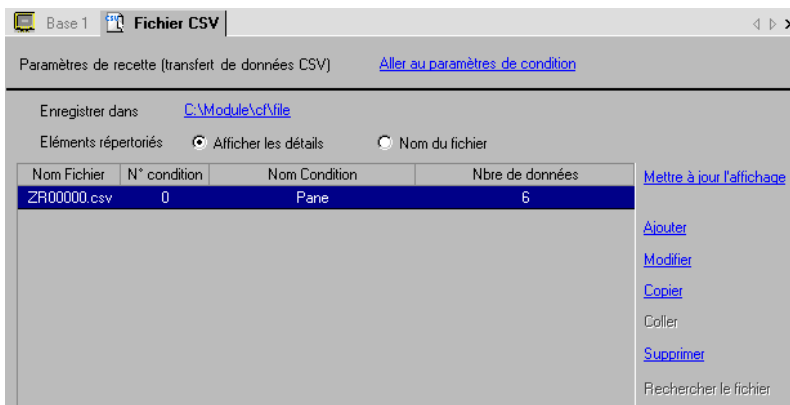 Base 1 Fichier CSV
Paramètres de recette (transfert de données CSV) Aller au paramètres de condition
Enregistrer dans C:\Module\cf\file
Eléments répertoriés Afficher les détails Nom du fichier
Nom Fichier N° condition Nom Condition Nbre de données
Mettre à jour l'affichage
ZR00000.csv 0 Pane 6
Ajouter
Modifier
Copier
Coller
Supprimer
Rechercher le fichier